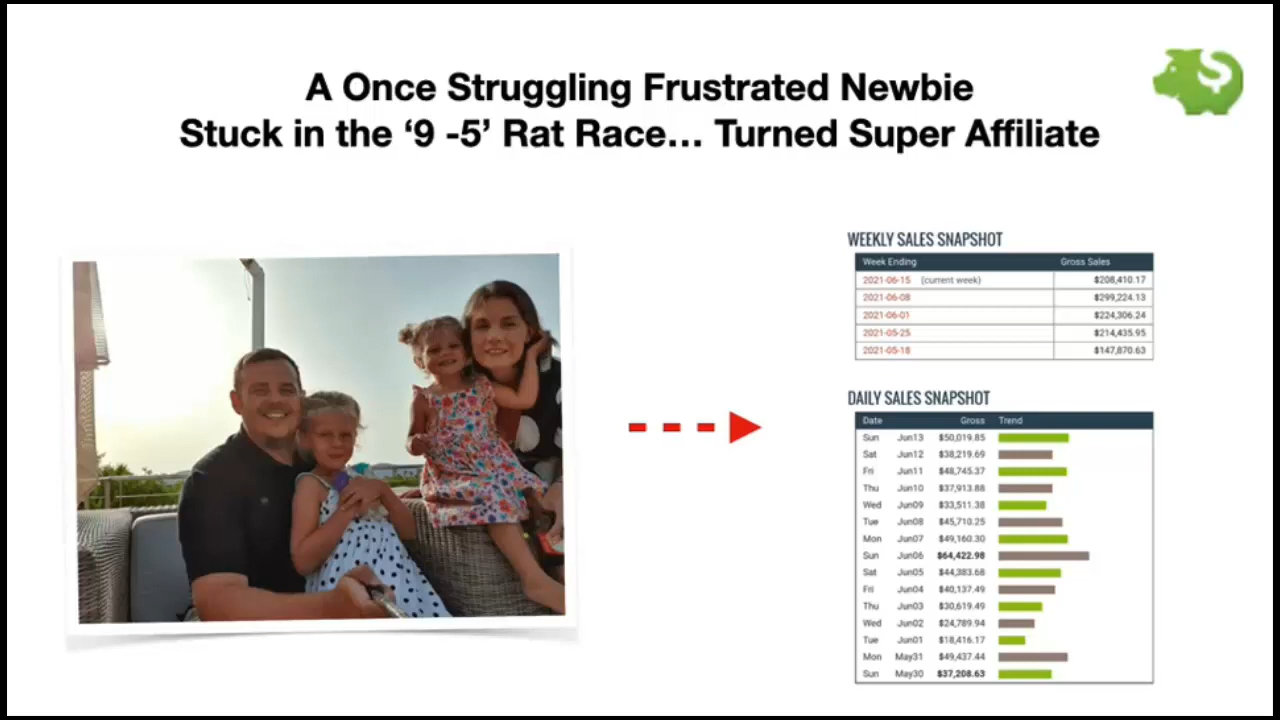 A Once Struggling Frustrated Newbie
Stuck in the ‘9 -5’ Rat Race... Turned Super Affiliate
WEEKLY SALES SNAPSHOT
Week Ending Gross Sales
2021-06-15 (current week) $208,410.17
2021-06-08 $299,224.13
2021-06-01 $224,306.24
2021-05-25 $214,435.95
2021-05-18 $147,870.63
DAILY SALES SNAPSHOT
Date Gross Trend
Sun Jun13 $50,019.85
Sat Jun12 $38,219.69
Fri Jun11 $48,745.37
Thu Jun10 $37,913.88
Wed Jun09 $33,511.38
Tue Jun08 $45,710.25
Mon Jun07 $49,160.30
Sun Jun06 $64,422.98
Sat Jun05 $44,383.68
Fri Jun04 $40,137.49
Thu Jun03 $30,619.49
Wed Jun02 $24,789.94
Tue Jun01 $18,416.17
Mon May31 $49,437.44
Sun May30 $37,208.63